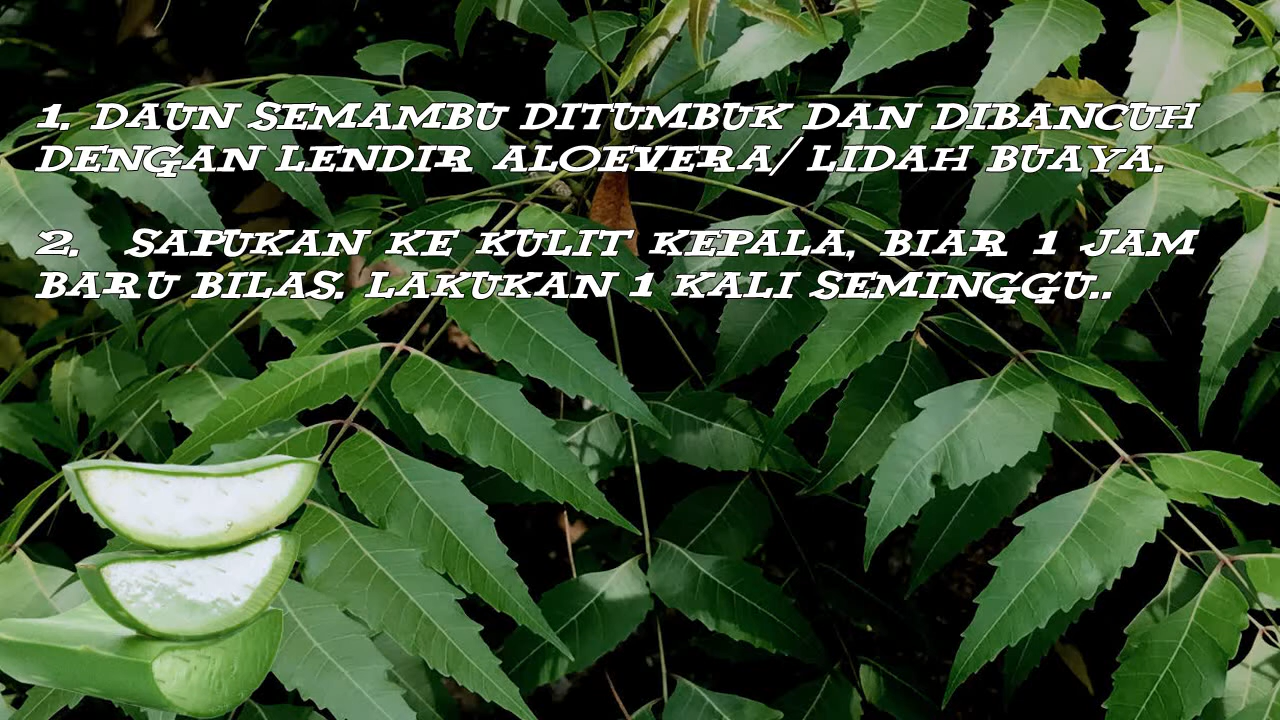 1. DAUN SEMAMBU DITUMBUK DAN DIBANCUH
DENGAN LENDIR ALOEVERA/ LIDAH BUAYA.
2. SAPUKAN KE KULIT KEPALA, BIAR 1 JAM
BARU BILAS. LAKUKAN 1 KALI SEMINGGU..